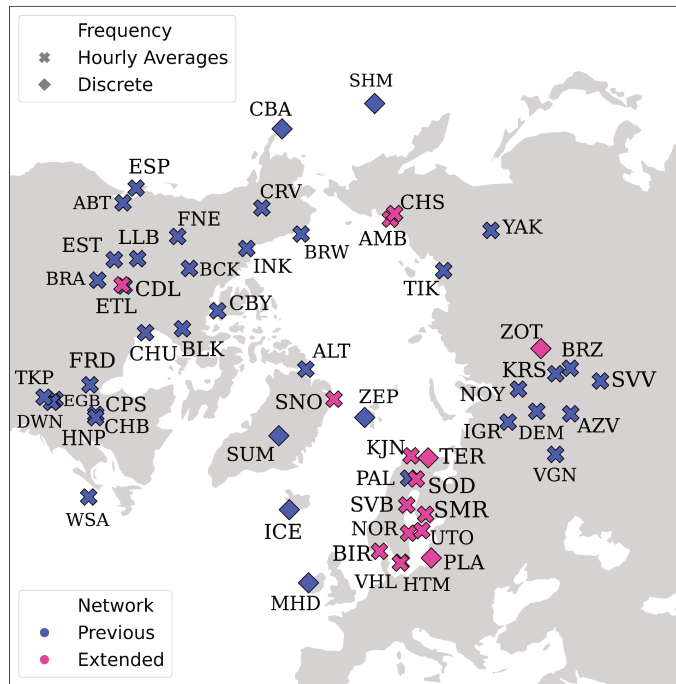 Frequency
Hourly Averages
Discrete
SHM
CBA
ESP
ABT
CRV
CHS
FNE
AMB
YAK
EST
LLB
BRW
INK
BCK
BRA
CDL
TIK
ETL
CBY
CHU
BLK
ZOT
FRD
ALT
KRS
BRZ
TKP
SVV
EGB
CPS
SNO
ZEP
NOY
DWN
HNP
CHB
IGR
DEM
AZV
SUM
KJN
TER
VGN
PAL
SOD
WSA
SVB
SMR
ICE
NOR
UTO
BIR
PLA
VHL
HTM
MHD
Network
Previous
Extended